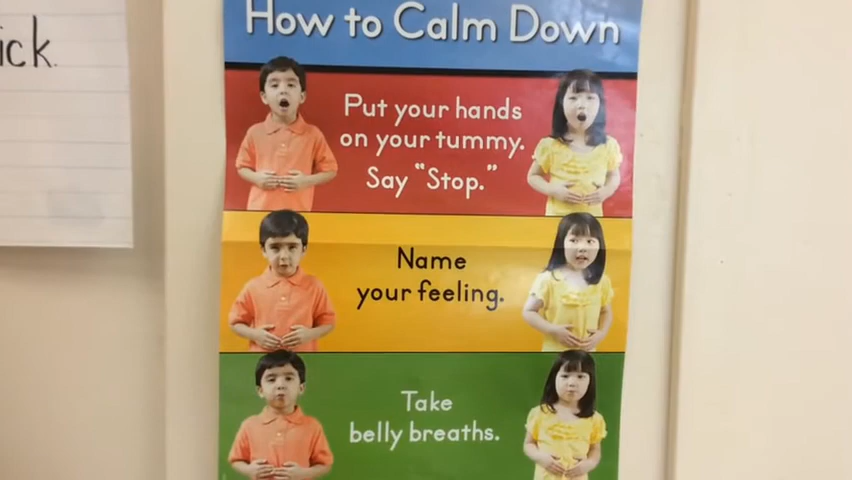 ick.
How to Calm Down
Put your hands
on your tummy.
Say “Stop.”
Name
your feeling.
Take
belly breaths.